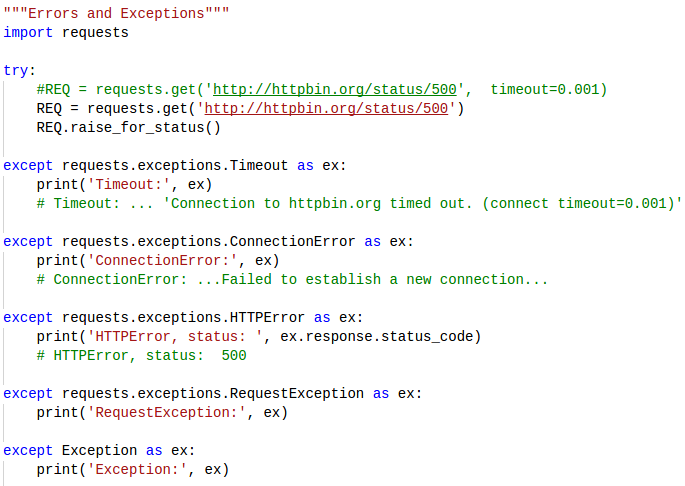 """Errors and Exceptions"""
import requests
try:
    #REQ = requests.get('http://httpbin.org/status/500',  timeout=0.001)
    REQ = requests.get('http://httpbin.org/status/500')
    REQ.raise_for_status()
except requests.exceptions.Timeout as ex:
    print('Timeout:', ex)
    # Timeout: ... 'Connection to httpbin.org timed out. (connect timeout=0.001)'
except requests.exceptions.ConnectionError as ex:
    print('ConnectionError:', ex)
    # ConnectionError: ...Failed to establish a new connection...
except requests.exceptions.HTTPError as ex:
    print('HTTPError, status: ', ex.response.status_code)
    # HTTPError, status:  500
except requests.exceptions.RequestException as ex:
    print('RequestException:', ex)
except Exception as ex:
    print('Exception:', ex)